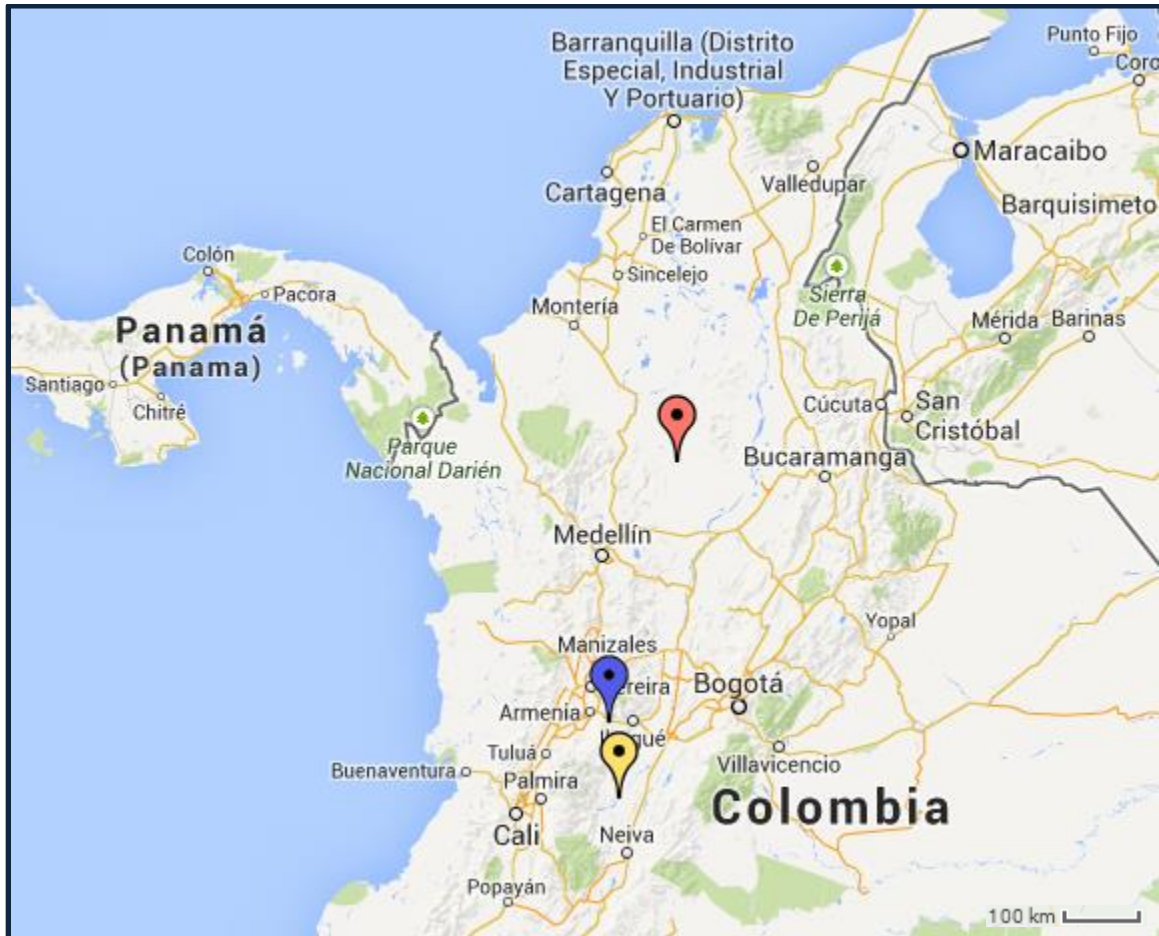 Barranquilla (Distrito
Especial, Industrial
Y Portuario)
Punto Fijo
Coro
Maracaibo
Valledupar
Cartagena
Barquisimeto
El Carmen
De Bolívar
Colón
Sincelejo
Pacora
Sierra
De Perijá
Montería
Panamá
(Panama)
Mérida
Barinas
Santiago
Chitré
Cúcuta
San
Cristóbal
Parque
Nacional Darién
Bucaramanga
Medellín
Yopal
Manizales
ereira
Bogotá
Armenia
Tuluá
Villavicencio
Buenaventura
Palmira
Colombia
Cali
Neiva
Popayán
100 km